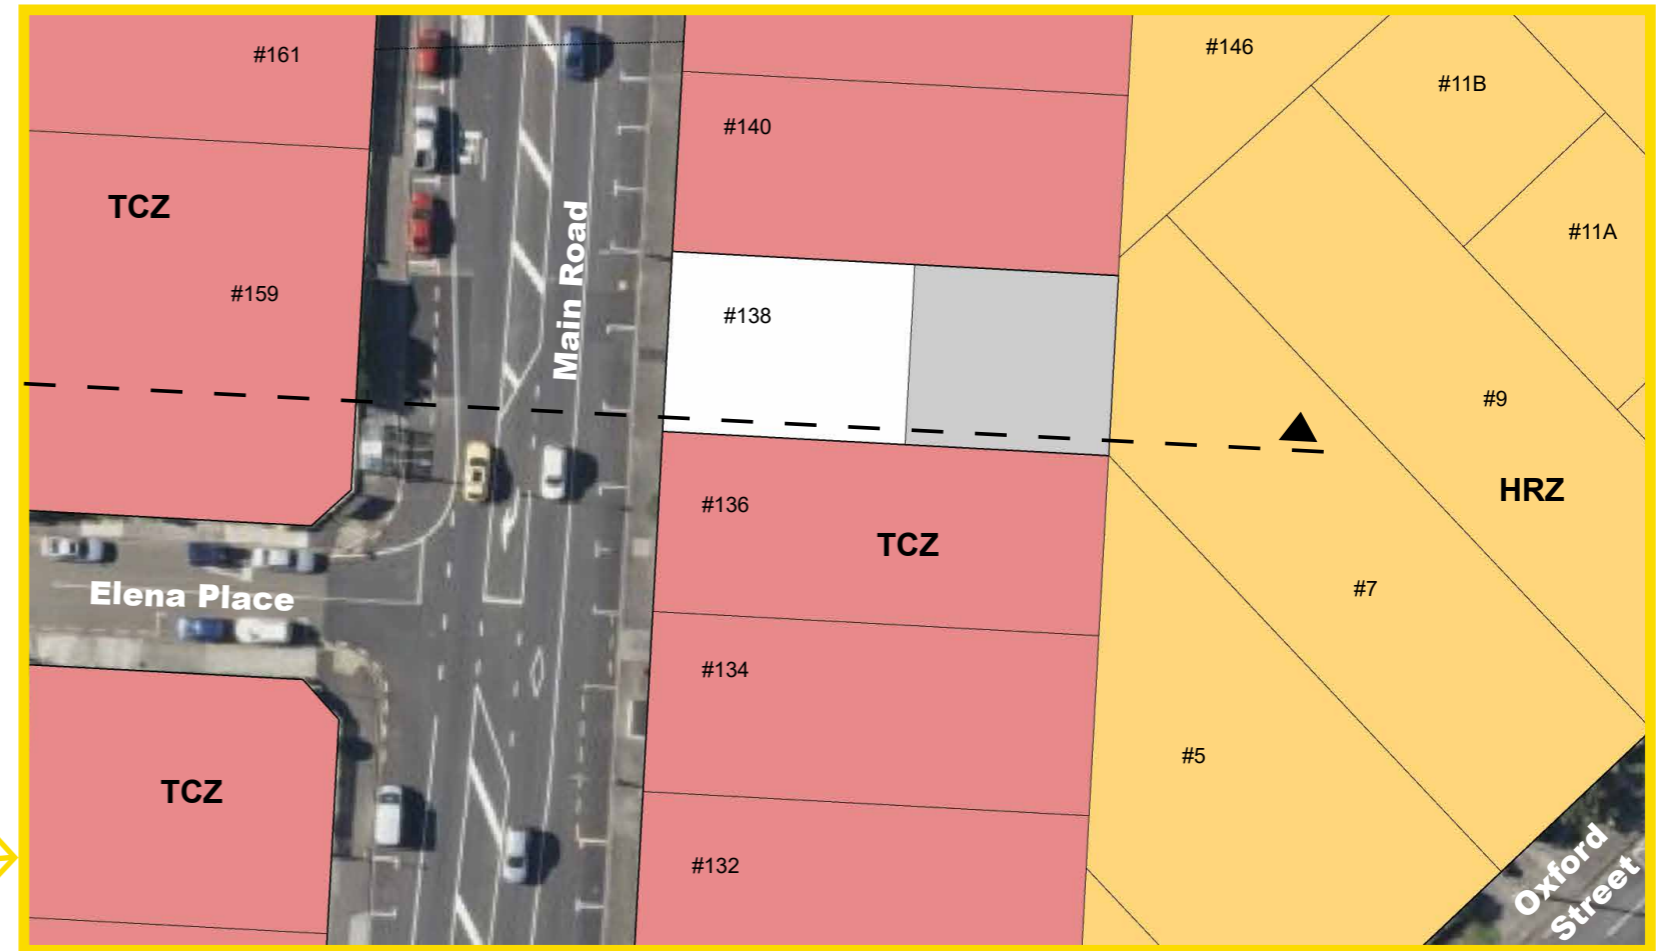 #161
#146
#11B
#140
TCZ
#11A
#159
Main Road
#138
#9
HRZ
#136
TCZ
#7
Elena Place
#134
#5
TCZ
#132
Oxford
Street